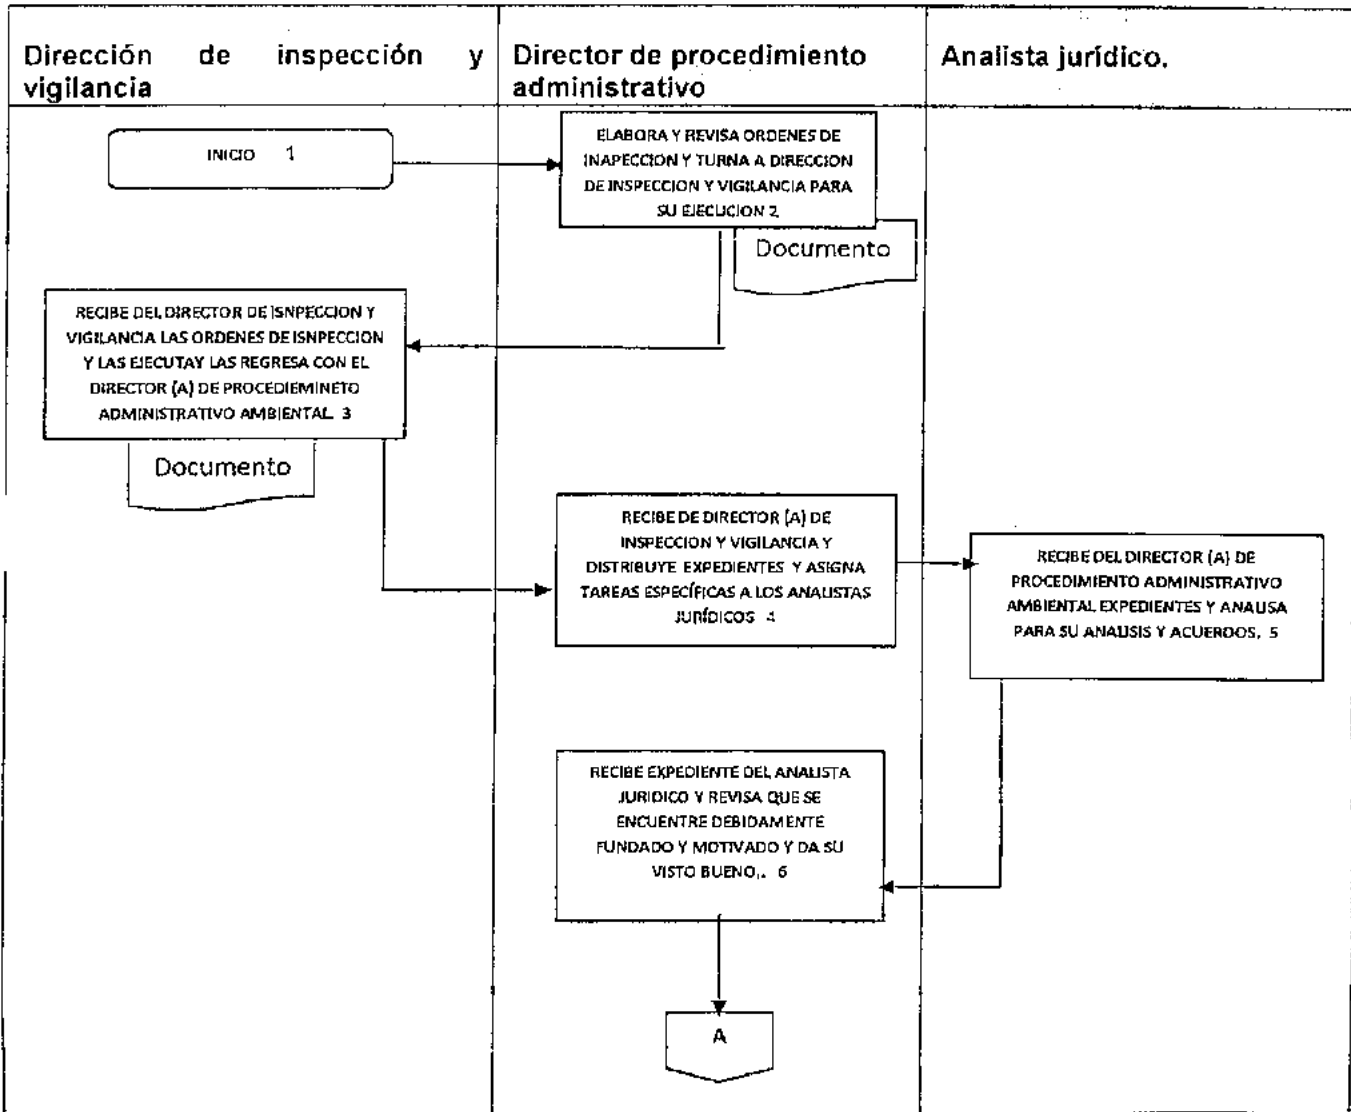 Dirección de inspección y
vigilancia
Director de procedimiento
administrativo
Analista jurídico.
INICIO 1
ELABORA Y REVISA ORDENES DE
INAPECCION Y TURNA A DIRECCION
DE INSPECCION Y VIGILANCIA PARA
SU EJECUCION 2
Documento
RECIBE DEL DIRECTOR DE ISNPECCION Y
VIGILANCIA LAS ORDENES DE ISNPECCION
Y LAS EJECUTAY LAS REGRESA CON EL
DIRECTOR (A) DE PROCEDIEMINETO
ADMINISTRATIVO AMBIENTAL 3
Documento
RECIBE DE DIRECTOR (A) DE
INSPECCION Y VIGILANCIA Y
DISTRIBUYE EXPEDIENTES Y ASIGNA
TAREAS ESPECÍFICAS A LOS ANALISTAS
JURÍDICOS 4
RECIBE DEL DIRECTOR (A) DE
PROCEDIMIENTO ADMINISTRATIVO
AMBIENTAL EXPEDIENTES Y ANALISA
PARA SU ANALISIS Y ACUERDOS. 5
RECIBE EXPEDIENTE DEL ANALISTA
JURIDICO Y REVISA QUE SE
ENCUENTRE DEBIDAMENTE
FUNDADO Y MOTIVADO Y DA SU
VISTO BUENO,. 6
A